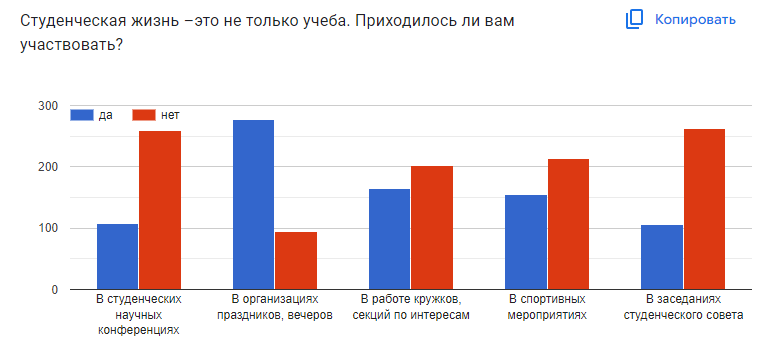 Студенческая жизнь –это не только учеба. Приходилось ли вам
участвовать?
Копировать
300
200
100
0
да
нет
В студенческих
научных
конференциях
В организациях
праздников, вечеров
В работе кружков,
секций по интересам
В спортивных
мероприятиях
В заседаниях
студенческого совета